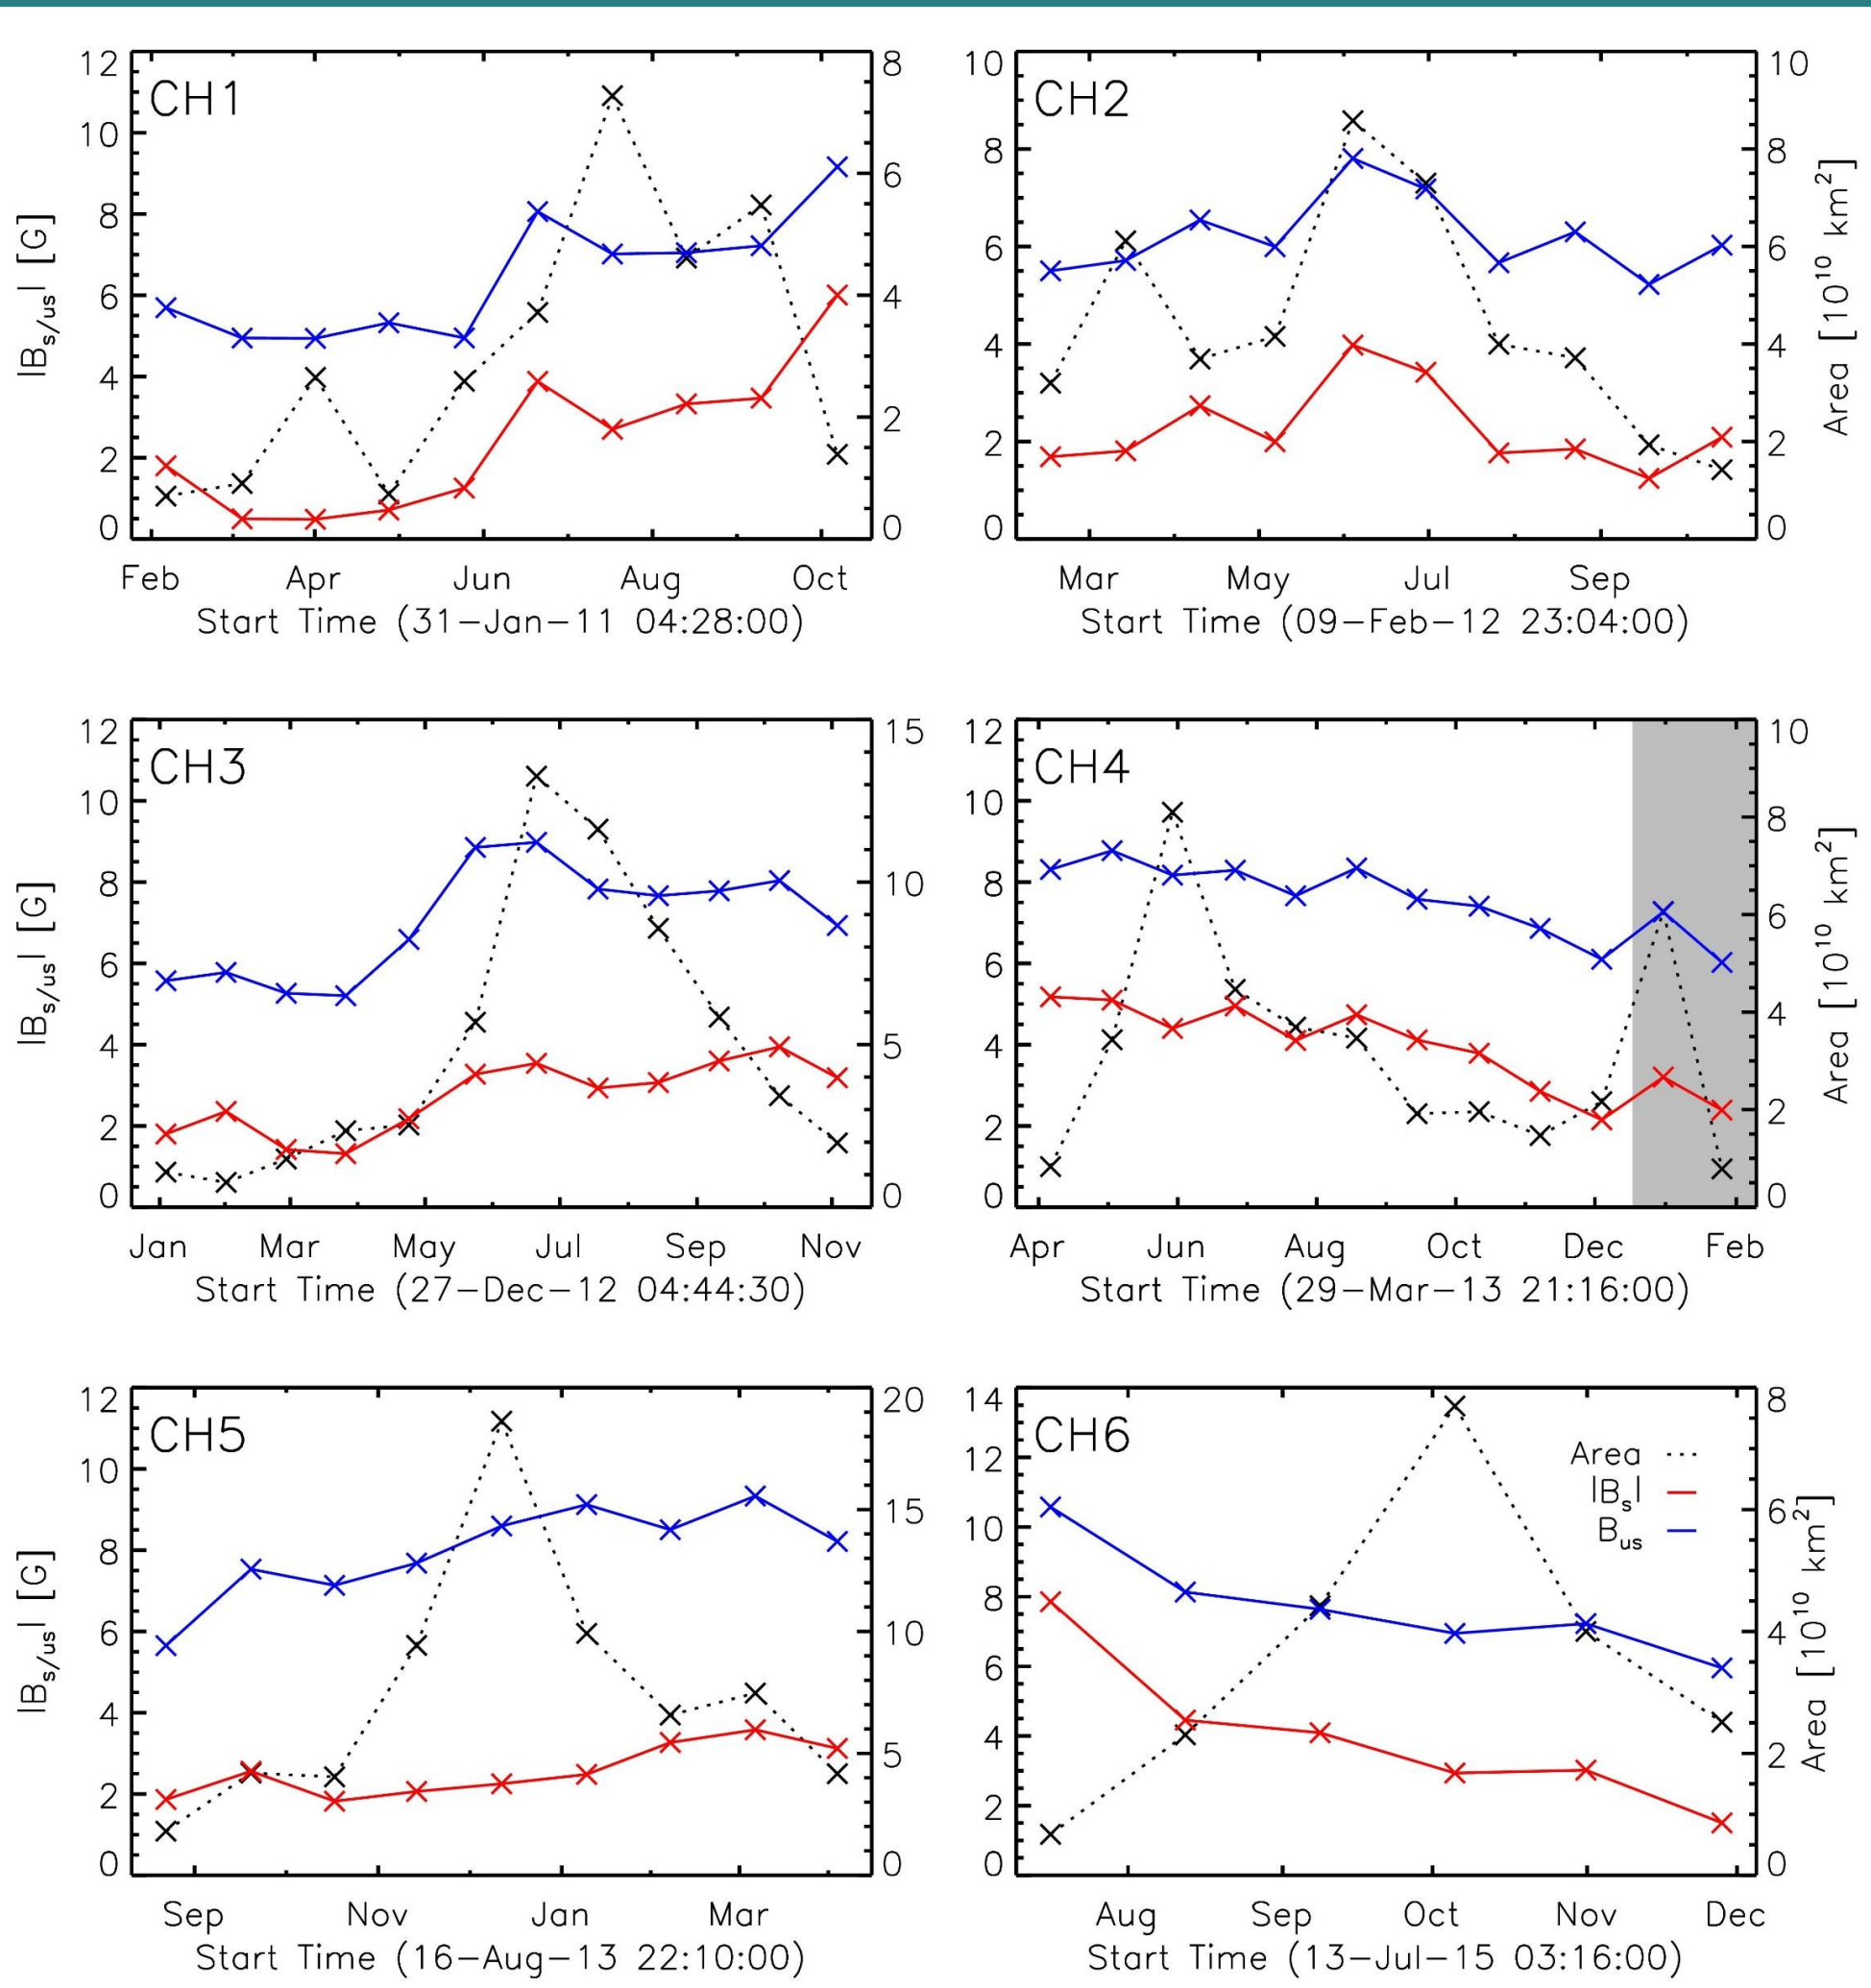 CH1
12
10
8
6
4
2
0
8
6
4
2
0
|Bs/us| [G]
Feb Apr Jun Aug Oct
Start Time (31-Jan-11 04:28:00)
CH2
10
8
6
4
2
0
10
8
6
4
2
0
Area [10^10 km^2]
Mar May Jul Sep
Start Time (09-Feb-12 23:04:00)
CH3
12
10
8
6
4
2
0
15
10
5
0
|Bs/us| [G]
Jan Mar May Jul Sep Nov
Start Time (27-Dec-12 04:44:30)
CH4
12
10
8
6
4
2
0
10
8
6
4
2
0
Area [10^10 km^2]
Apr Jun Aug Oct Dec Feb
Start Time (29-Mar-13 21:16:00)
CH5
12
10
8
6
4
2
0
20
15
10
5
0
|Bs/us| [G]
Sep Nov Jan Mar
Start Time (16-Aug-13 22:10:00)
CH6
14
12
10
8
6
4
2
0
Area
|Bs|
Bus
8
6
4
2
0
Area [10^10 km^2]
Aug Sep Oct Nov Dec
Start Time (13-Jul-15 03:16:00)